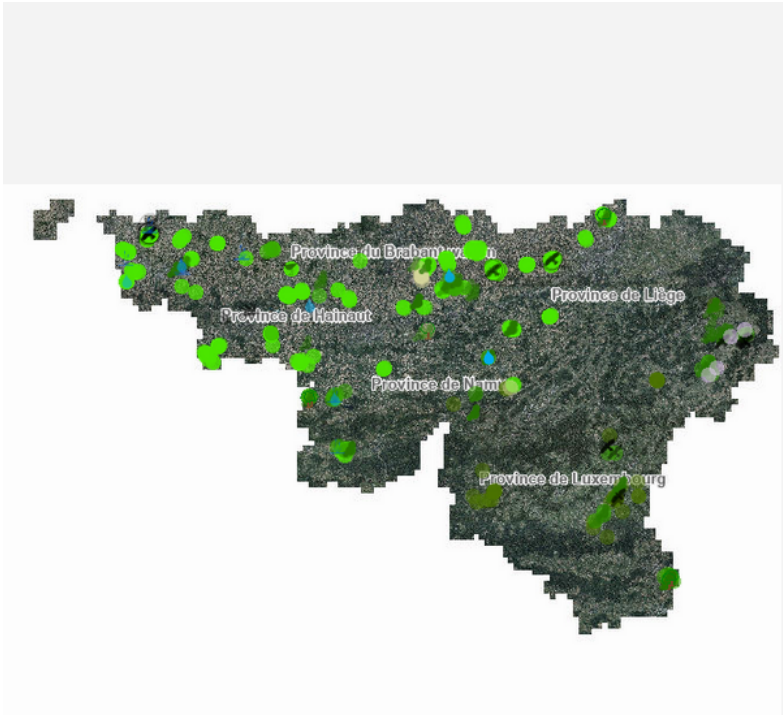 Province du Brabant wallon
Province de Liège
Province de Hainaut
Province de Namur
Province de Luxembourg